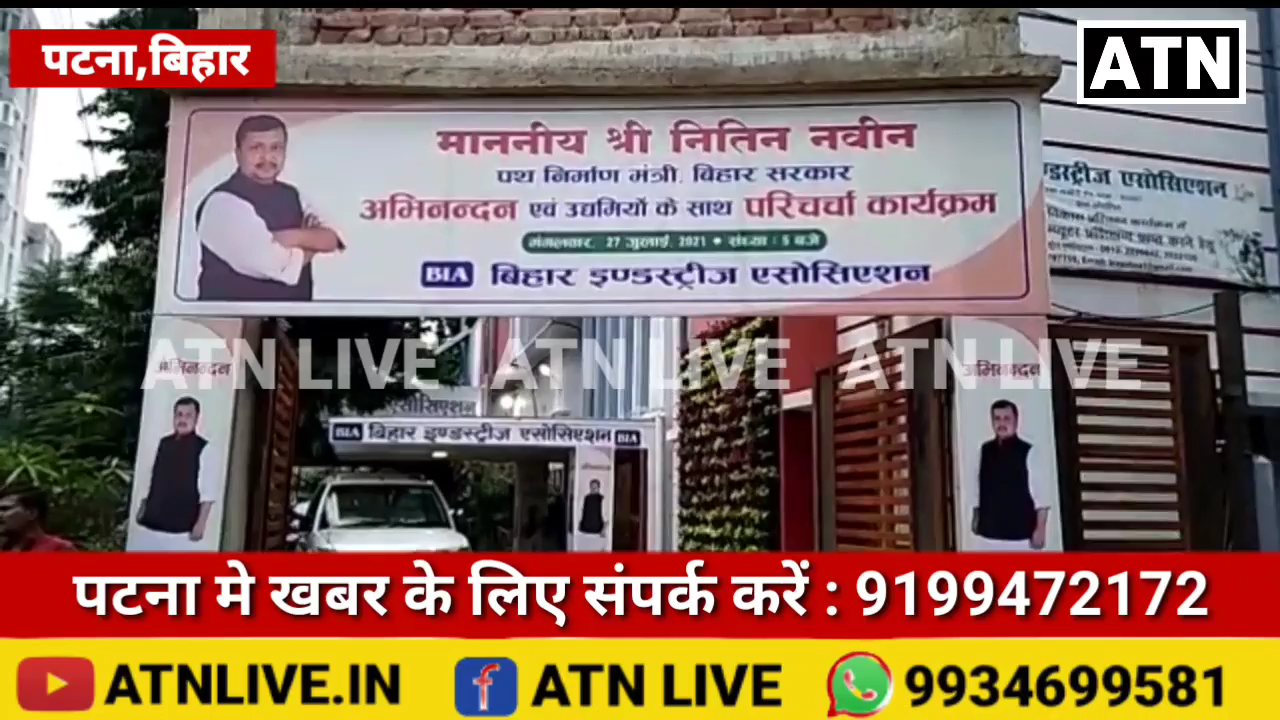 पटना,बिहार
ATN
माननीय श्री नितिन नवीन
पथ निर्माण मंत्री, बिहार सरकार
अभिनन्दन एवं उद्यमियों के साथ परिचर्चा कार्यक्रम
मंगलवार, 27 जुलाई, 2021 • संध्या : 5 बजे
BIA बिहार इण्डस्ट्रीज एसोसिएशन
डस्ट्रीज एसोसिएशन
ATN LIVE ATN LIVE ATN LIVE
अभिनन्दन
अभिनन्दन
एसोसिएशन
BIA बिहार इण्डस्ट्रीज एसोसिएशन BIA
पटना मे खबर के लिए संपर्क करें : 9199472172
ATNLIVE.IN f ATN LIVE 9934699581